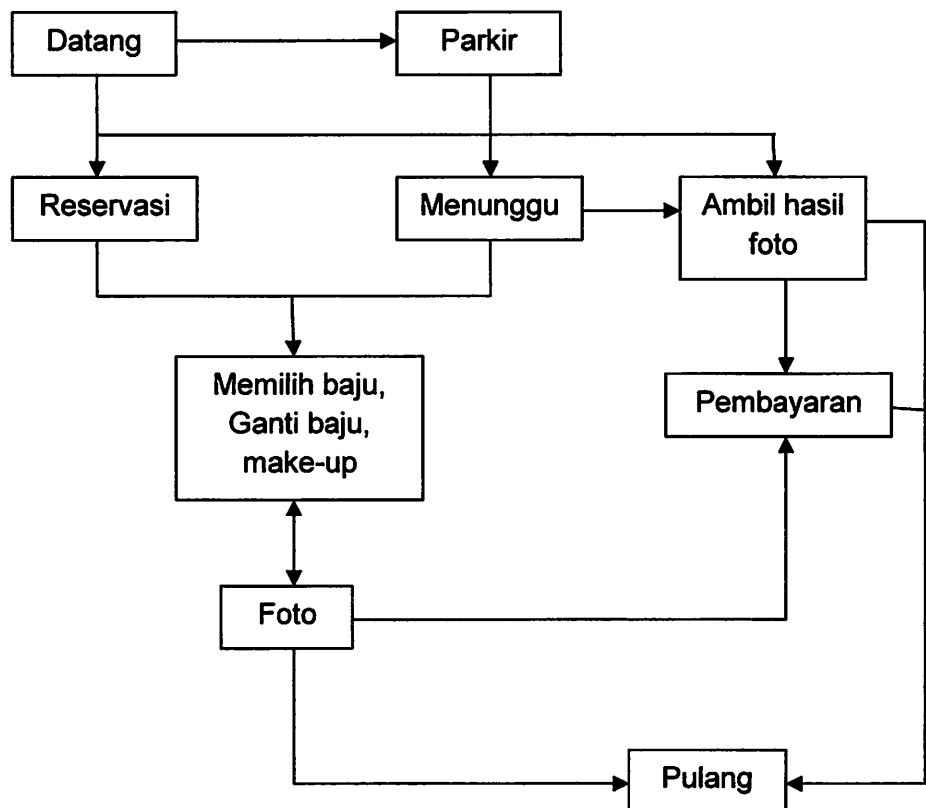 Datang
Parkir
Reservasi
Menunggu
Ambil hasil
foto
Memilih baju,
Ganti baju,
make-up
Pembayaran
Foto
Pulang